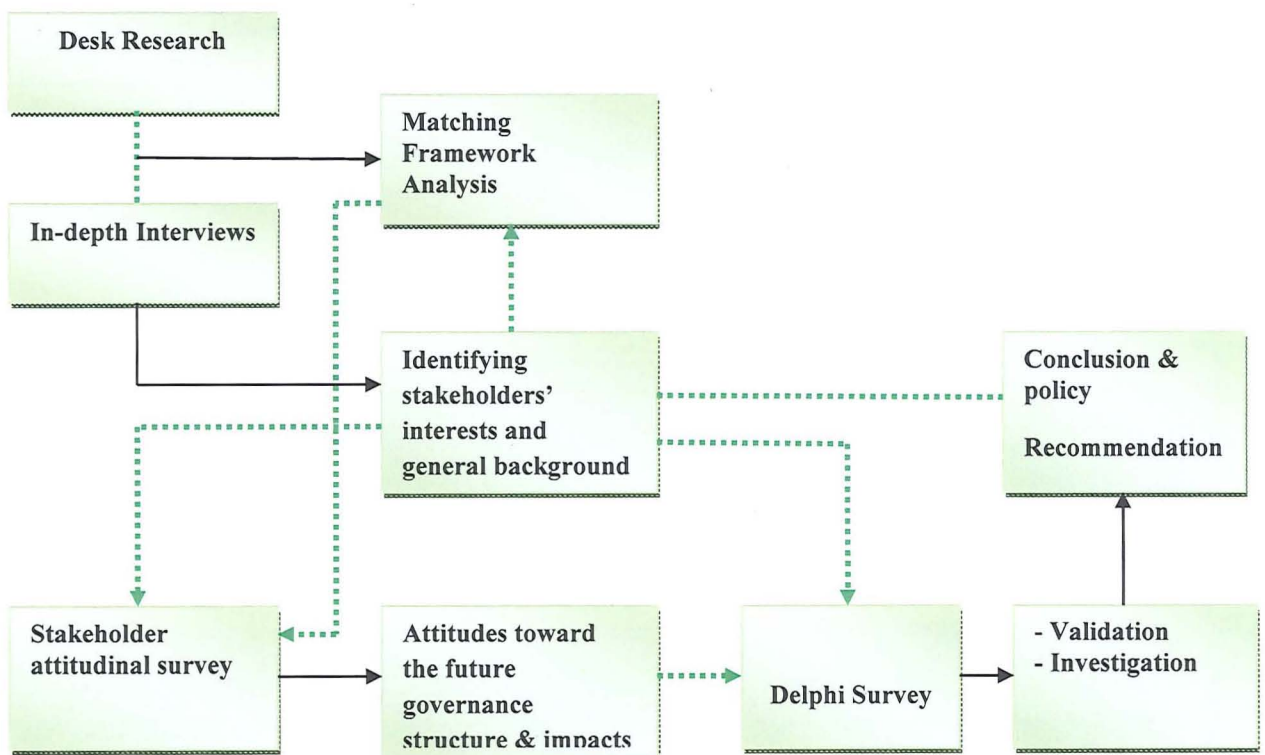 Desk Research
Matching
Framework
Analysis
In-depth Interviews
Identifying
stakeholders’
interests and
general background
Conclusion &
policy
Recommendation
Stakeholder
attitudinal survey
Attitudes toward
the future
governance
structure & impacts
Delphi Survey
- Validation
- Investigation